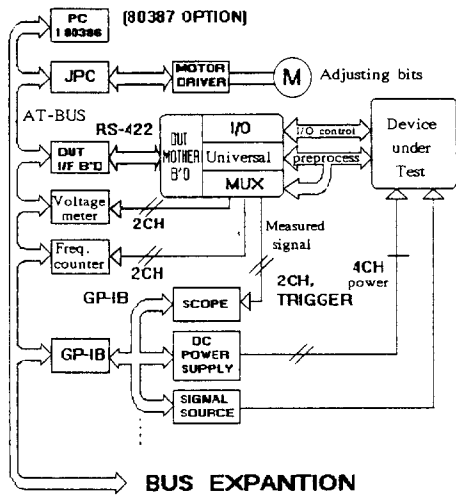 PC
I 80386
[80387 OPTION]
JPC
MOTOR
DRIVER
M
Adjusting bits
AT-BUS
RS-422
DUT
I/F B'D
DUT
MOTHER
B'D
I/O
Universal
MUX
I/O control
preprocess
Device
under
Test
Voltage
meter
2CH
Freq.
counter
2CH
Measured
signal
2CH,
TRIGGER
4CH
power
GP-IB
SCOPE
GP-IB
DC
POWER
SUPPLY
SIGNAL
SOURCE
BUS EXPANTION